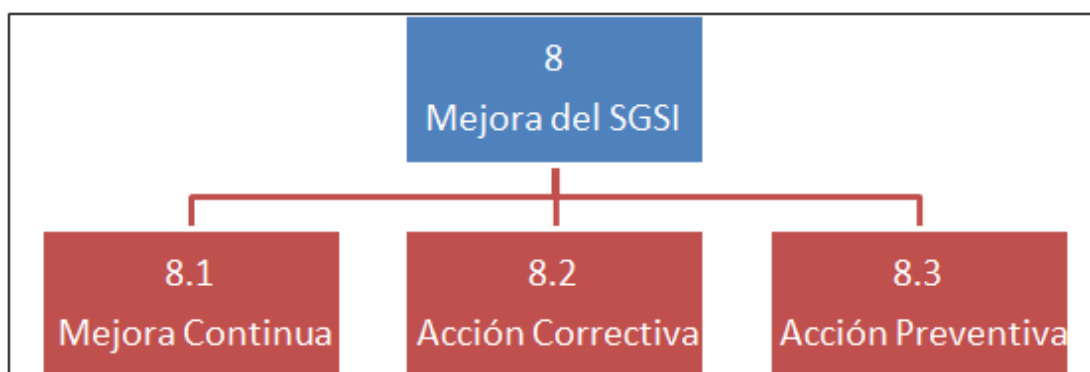 8
Mejora del SGSI
8.1
Mejora Continua
8.2
Acción Correctiva
8.3
Acción Preventiva